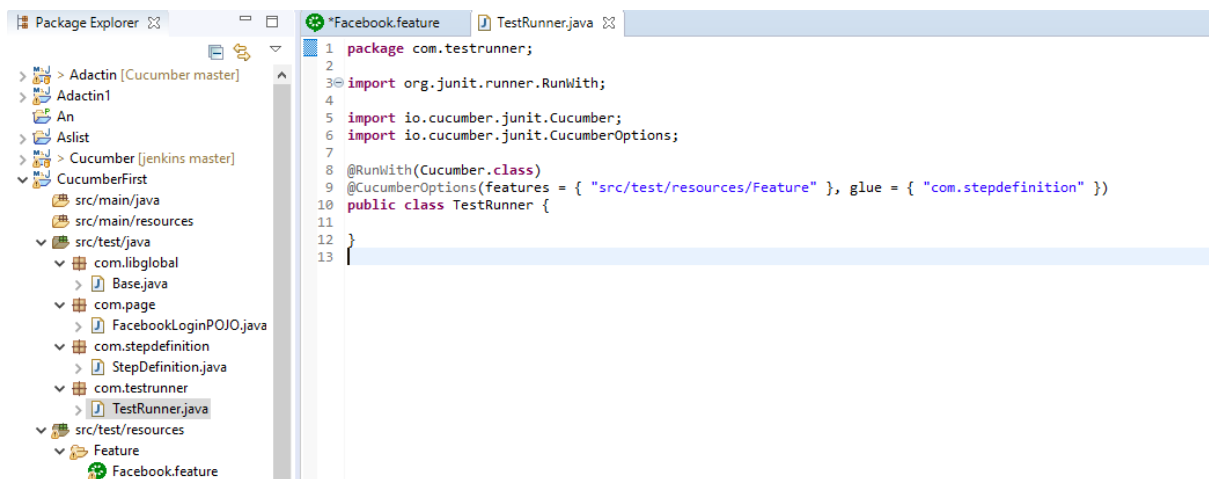 Package Explorer
> Adactin [Cucumber master]
Adactin1
An
Aslist
> Cucumber [jenkins master]
CucumberFirst
src/main/java
src/main/resources
src/test/java
com.libglobal
Base.java
com.page
FacebookLoginPOJO.java
com.stepdefinition
StepDefinition.java
com.testrunner
TestRunner.java
src/test/resources
Feature
Facebook.feature
*Facebook.feature TestRunner.java
1 package com.testrunner;
2
3 import org.junit.runner.RunWith;
4
5 import io.cucumber.junit.Cucumber;
6 import io.cucumber.junit.CucumberOptions;
7
8 @RunWith(Cucumber.class)
9 @CucumberOptions(features = { "src/test/resources/Feature" }, glue = { "com.stepdefinition" })
10 public class TestRunner {
11
12 }
13